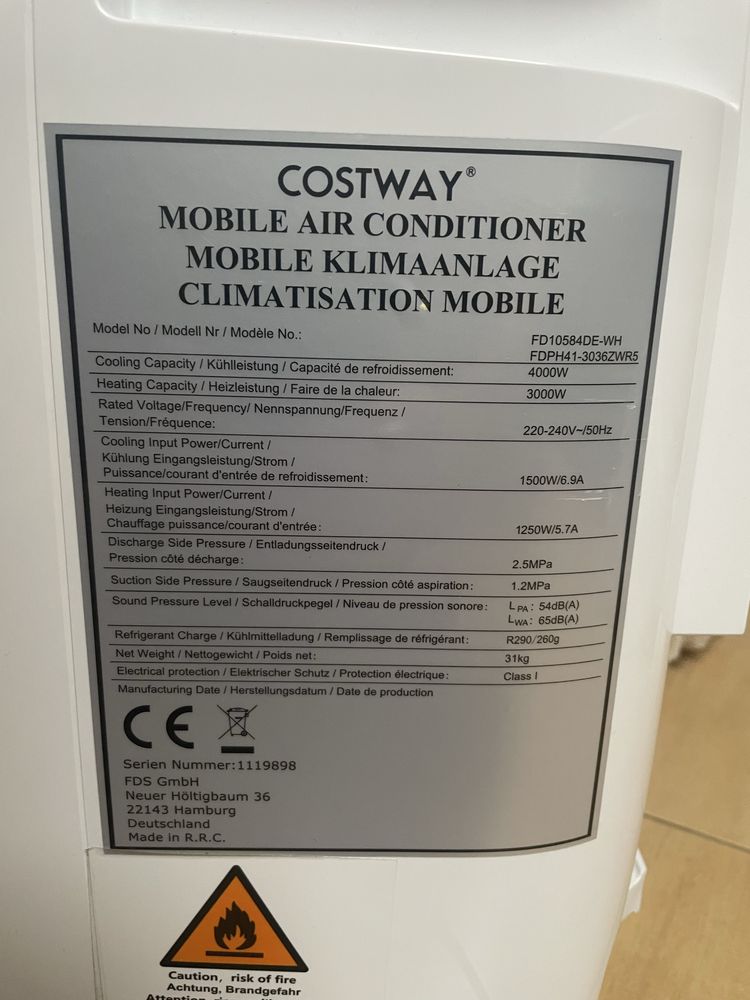 COSTWAY®
MOBILE AIR CONDITIONER
MOBILE KLIMAANLAGE
CLIMATISATION MOBILE
Model No / Modell Nr / Modèle No.: FD10584DE-WH
FDPH41-3036ZWR5
Cooling Capacity / Kühlleistung / Capacité de refroidissement: 4000W
Heating Capacity / Heizleistung / Faire de la chaleur: 3000W
Rated Voltage/Frequency/ Nennspannung/Frequenz /
Tension/Fréquence: 220-240V~/50Hz
Cooling Input Power/Current /
Kühlung Eingangsleistung/Strom /
Puissance/courant d'entrée de refroidissement: 1500W/6.9A
Heating Input Power/Current /
Heizung Eingangsleistung/Strom /
Chauffage puissance/courant d'entrée: 1250W/5.7A
Discharge Side Pressure / Entladungsseitendruck /
Pression côté décharge: 2.5MPa
Suction Side Pressure / Saugseitendruck / Pression côté aspiration: 1.2MPa
Sound Pressure Level / Schalldruckpegel / Niveau de pression sonore: LPA: 54dB(A)
LWA: 65dB(A)
Refrigerant Charge / Kühlmittelladung / Remplissage de réfrigérant: R290/260g
Net Weight / Nettogewicht / Poids net: 31kg
Electrical protection / Elektrischer Schutz / Protection électrique: Class I
Manufacturing Date / Herstellungsdatum / Date de production
CE
Serien Nummer:1119898
FDS GmbH
Neuer Höltigbaum 36
22143 Hamburg
Deutschland
Made in R.R.C.
Caution, risk of fire
Achtung, Brandgefahr
Attention